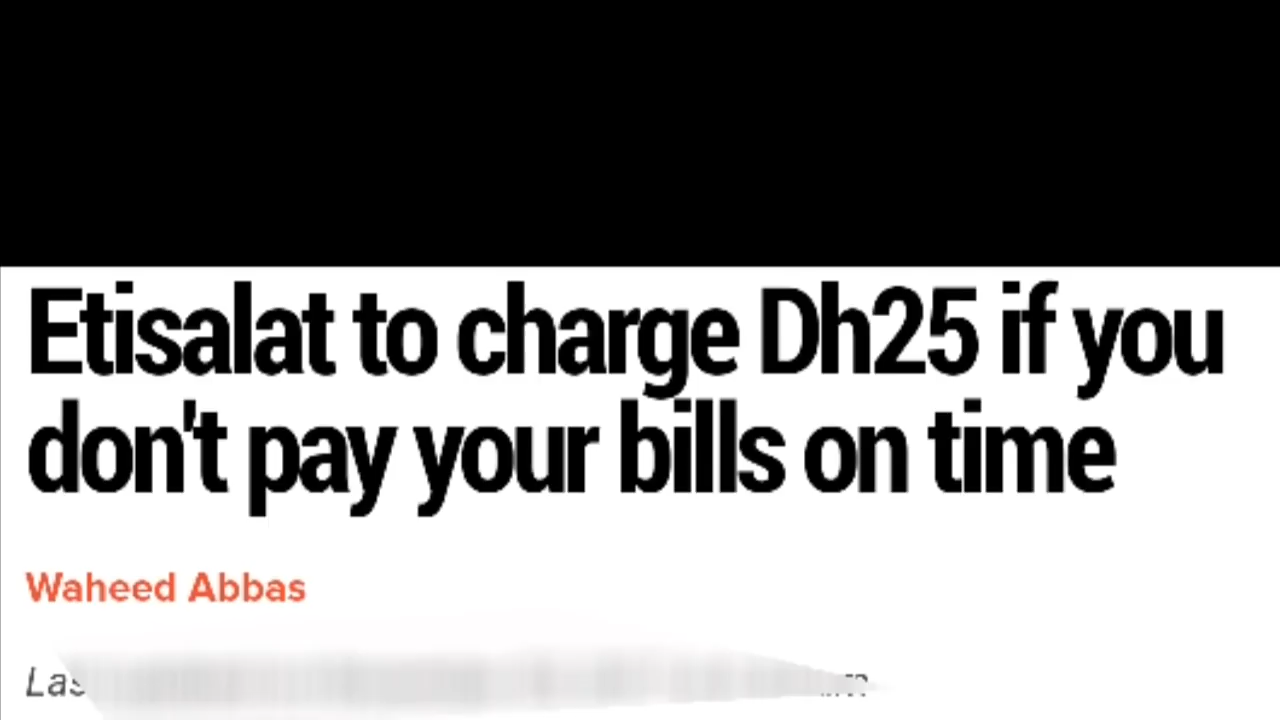 Etisalat to charge Dh25 if you
don't pay your bills on time
Waheed Abbas